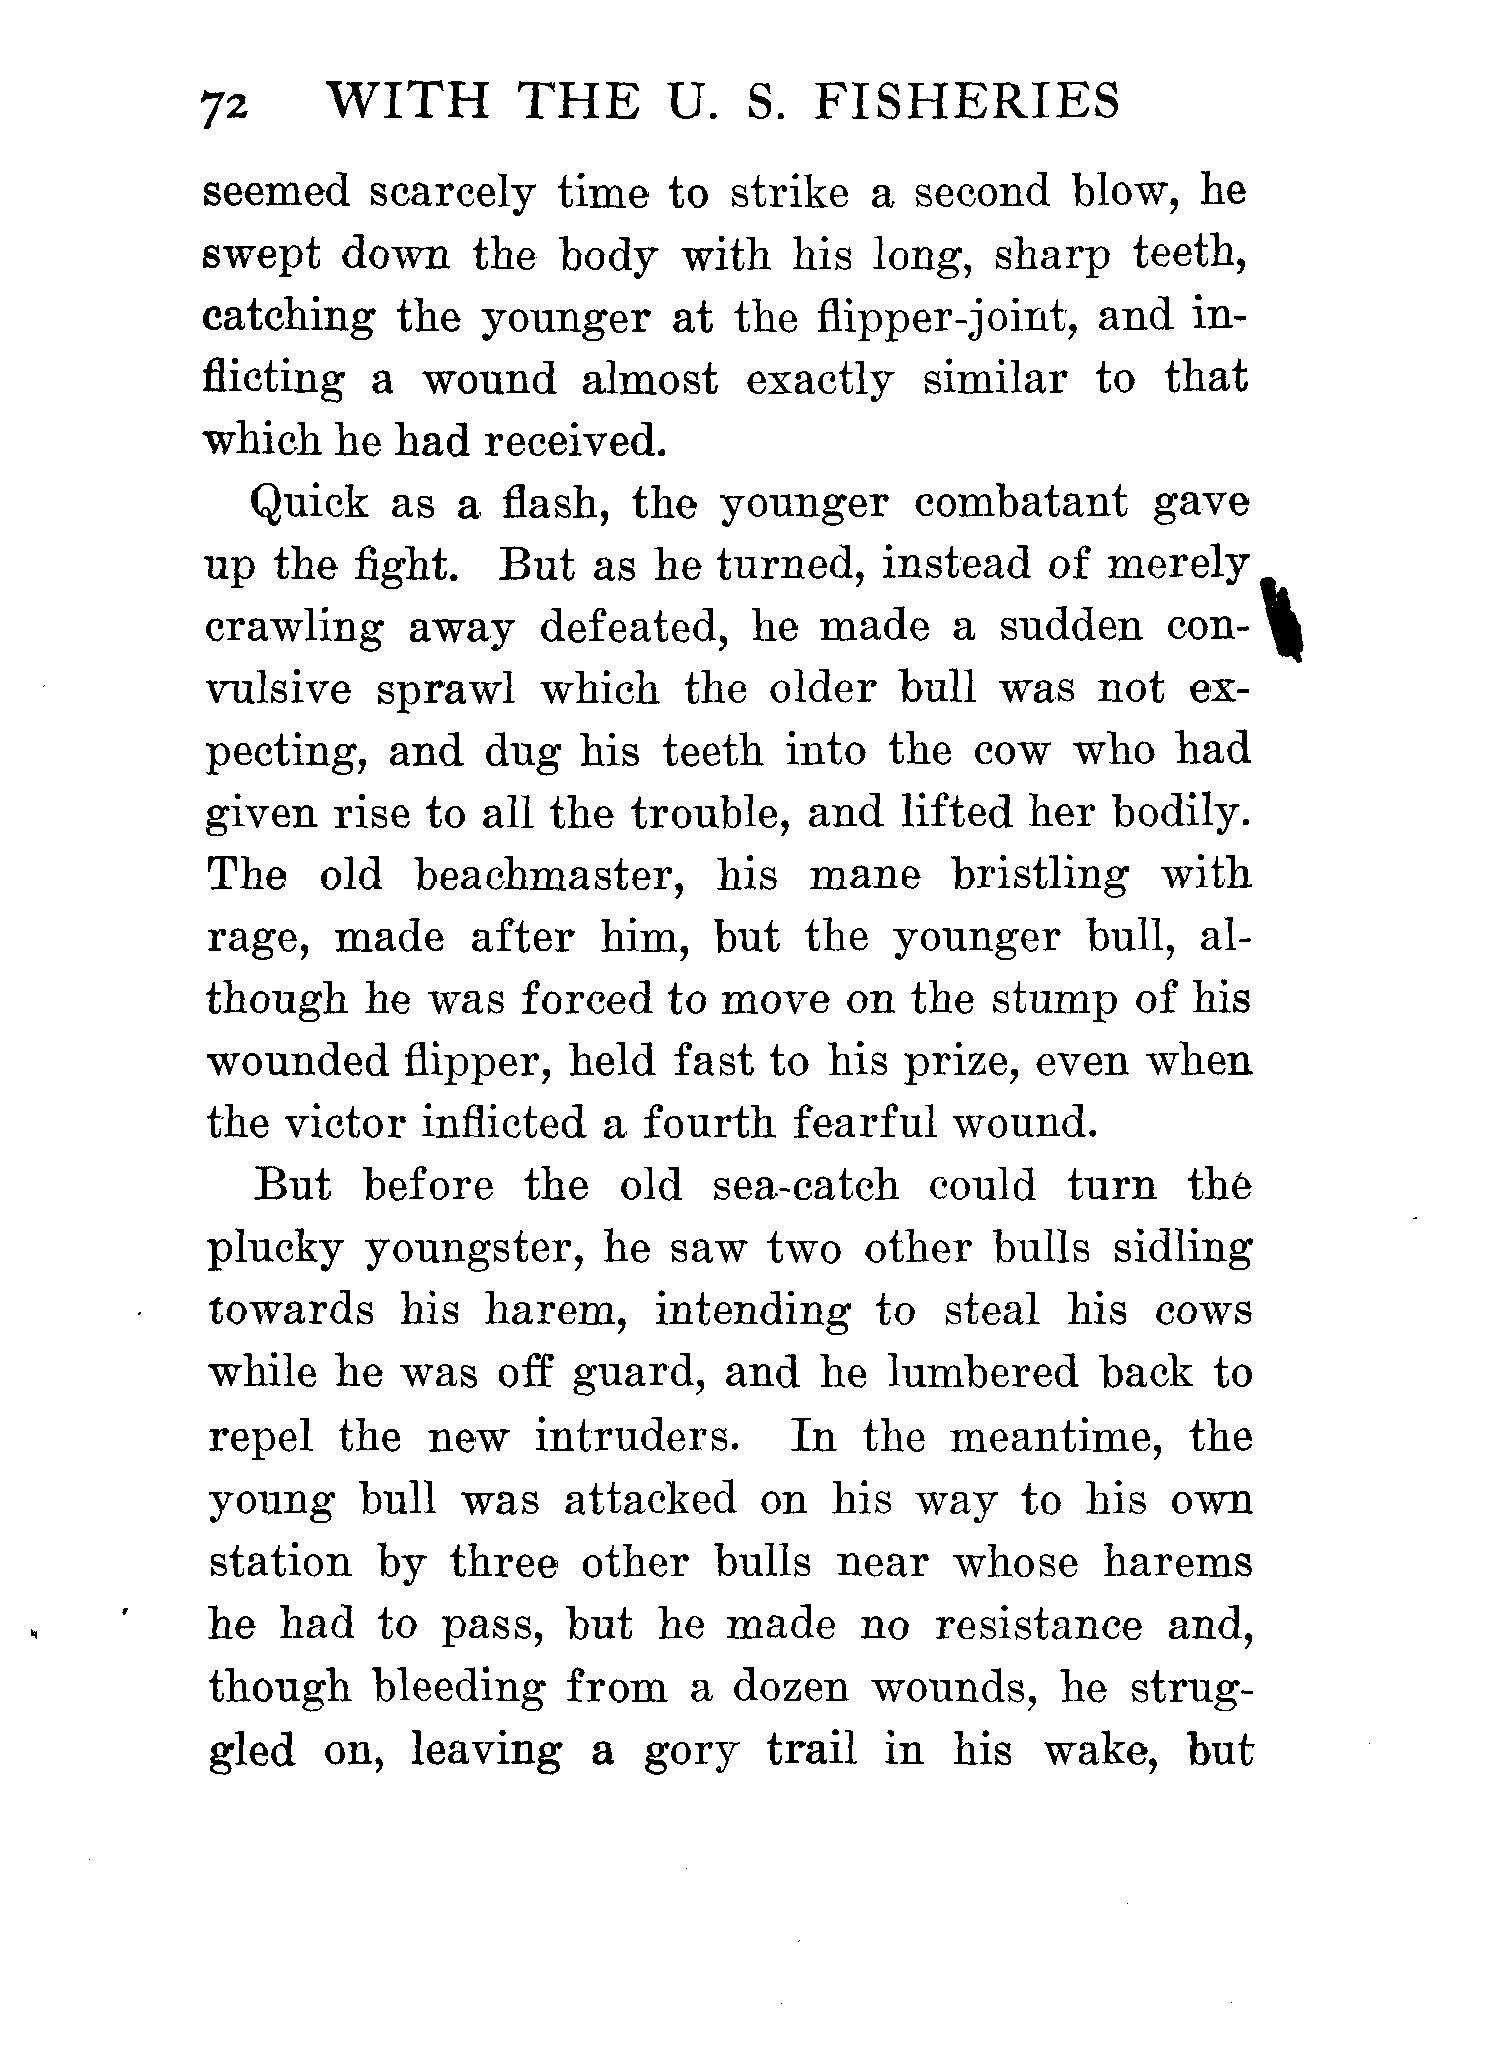 72 WITH THE U. S. FISHERIES
seemed scarcely time to strike a second blow, he
swept down the body with his long, sharp teeth,
catching the younger at the flipper-joint, and in-
flicting a wound almost exactly similar to that
which he had received.
Quick as a flash, the younger combatant gave
up the fight. But as he turned, instead of merely
crawling away defeated, he made a sudden con-
vulsive sprawl which the older bull was not ex-
pecting, and dug his teeth into the cow who had
given rise to all the trouble, and lifted her bodily.
The old beachmaster, his mane bristling with
rage, made after him, but the younger bull, al-
though he was forced to move on the stump of his
wounded flipper, held fast to his prize, even when
the victor inflicted a fourth fearful wound.
But before the old sea-catch could turn the
plucky youngster, he saw two other bulls sidling
towards his harem, intending to steal his cows
while he was off guard, and he lumbered back to
repel the new intruders. In the meantime, the
young bull was attacked on his way to his own
station by three other bulls near whose harems
he had to pass, but he made no resistance and,
though bleeding from a dozen wounds, he strug-
gled on, leaving a gory trail in his wake, but